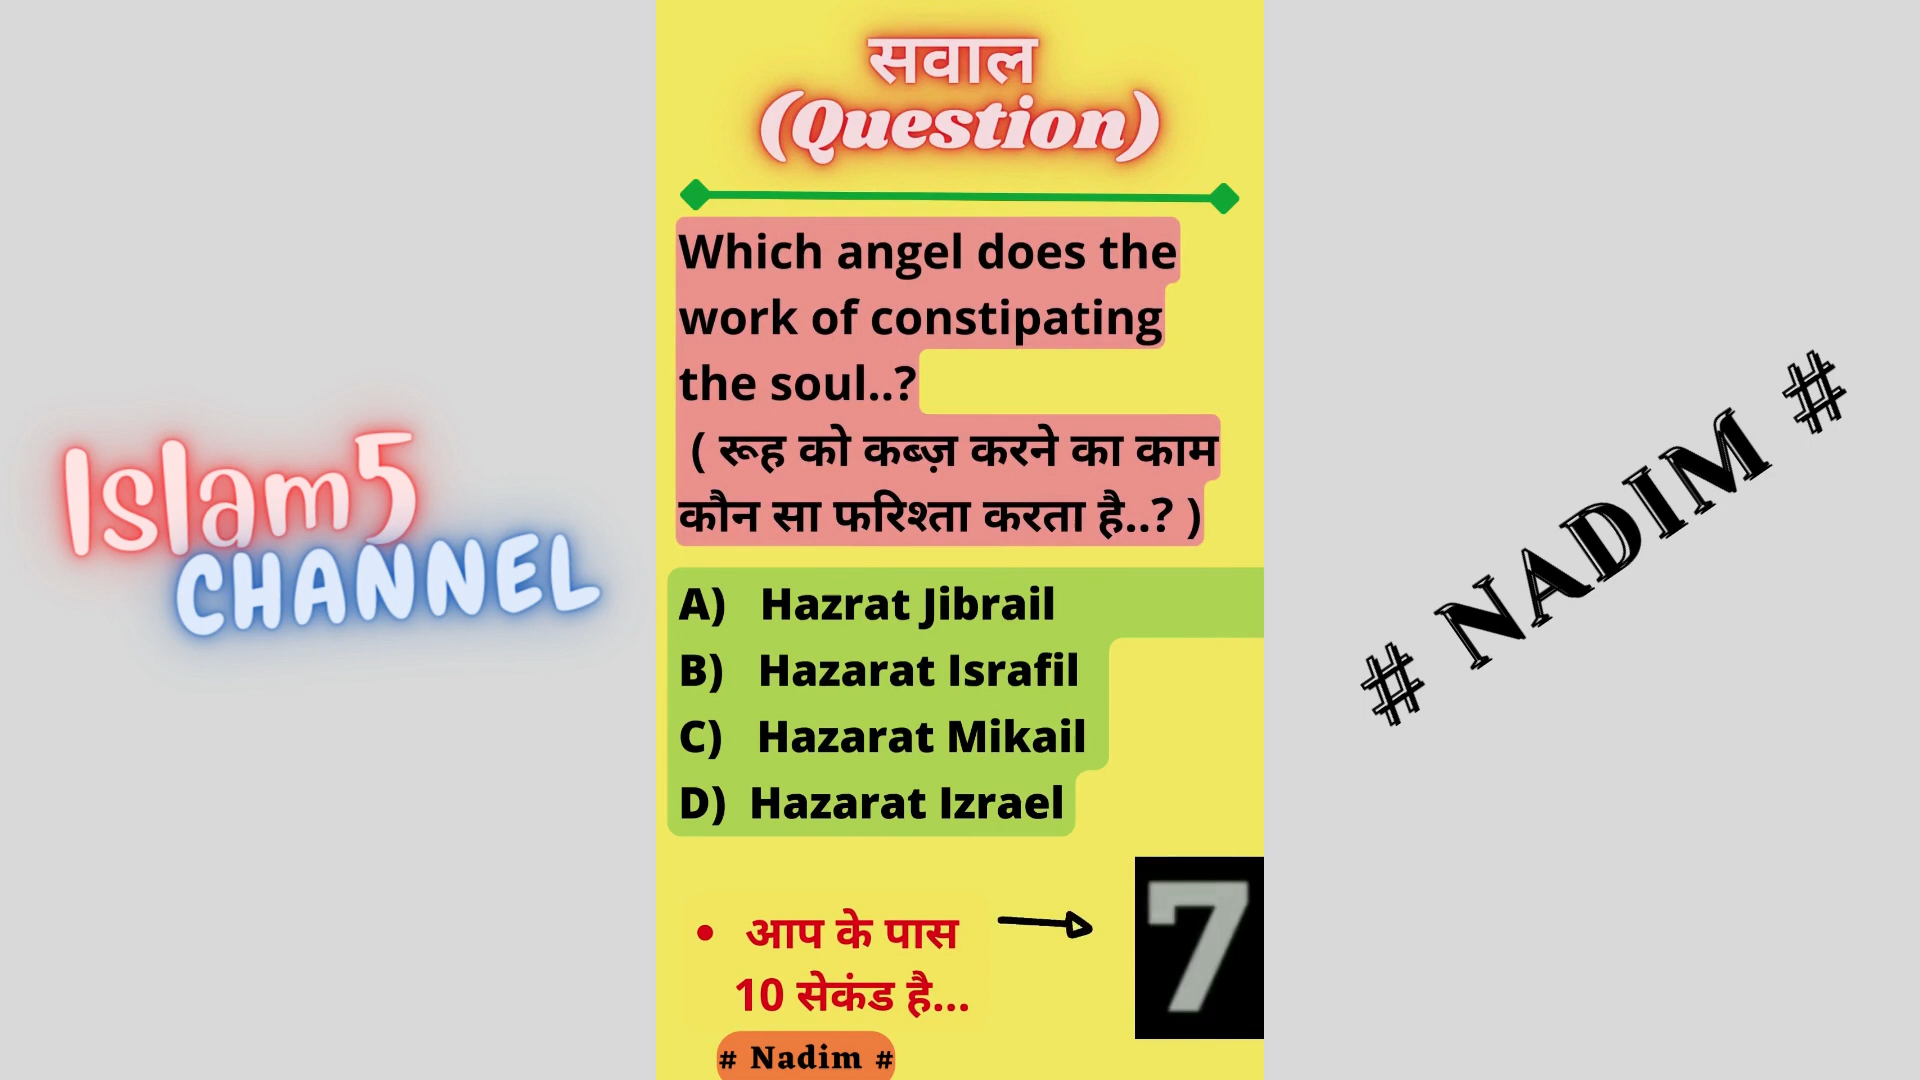 सवाल
(Question)
Which angel does the
work of constipating
the soul..?
( रूह को कब्ज़ करने का काम
कौन सा फरिश्ता करता है..? )
A) Hazrat Jibrail
B) Hazarat Israfil
C) Hazarat Mikail
D) Hazarat Izrael
• आप के पास
10 सेकंड है...
7
# Nadim #
Islam5
CHANNEL
# NADIM #